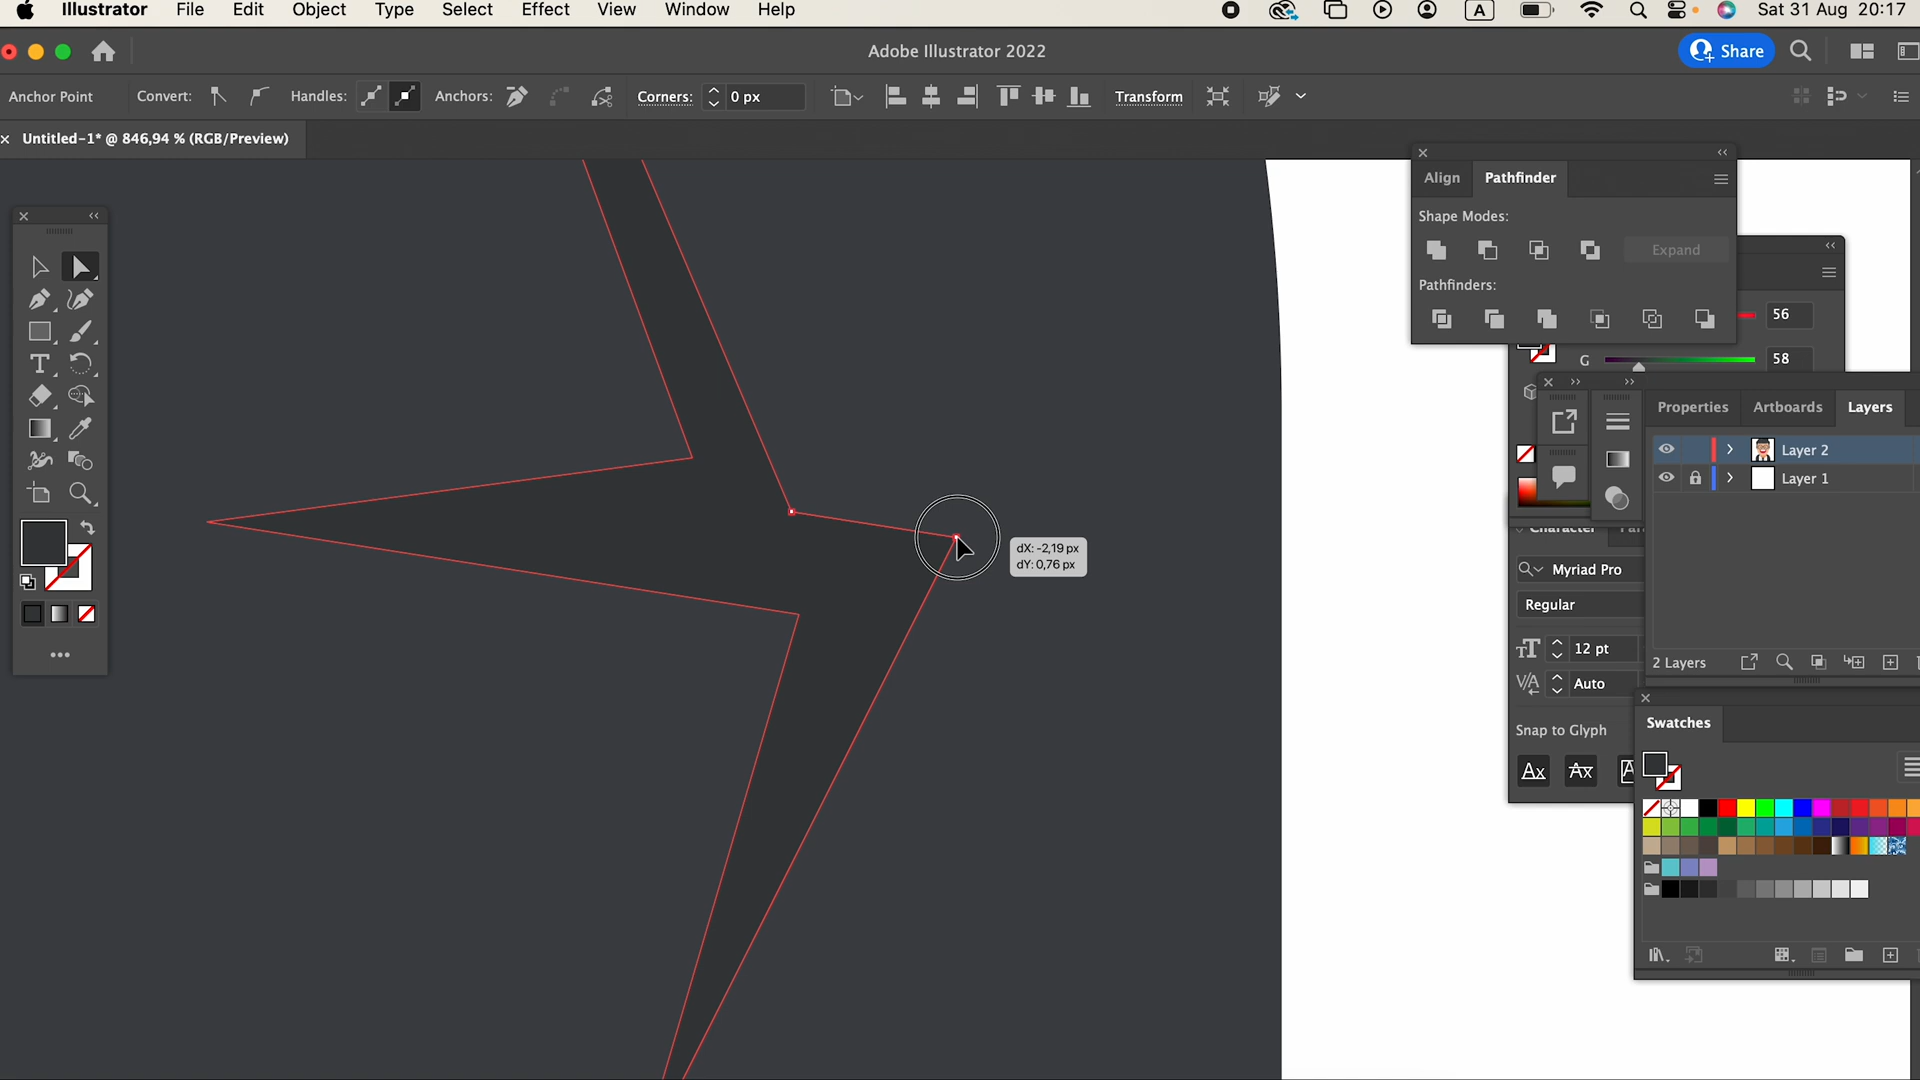 Illustrator File Edit Object Type Select Effect View Window Help A Sat 31 Aug 20:17
Adobe Illustrator 2022 Share
Anchor Point Convert: Handles: Anchors: Corners: 0 px Transform
Untitled-1* @ 846,94 % (RGB/Preview)
Align Pathfinder
Shape Modes:
Expand
Pathfinders:
56
G 58
Properties Artboards Layers
Layer 2
Layer 1
dX: -2,19 px
dY: 0,76 px
Character
Myriad Pro
Regular
12 pt
2 Layers
Auto
Swatches
Snap to Glyph